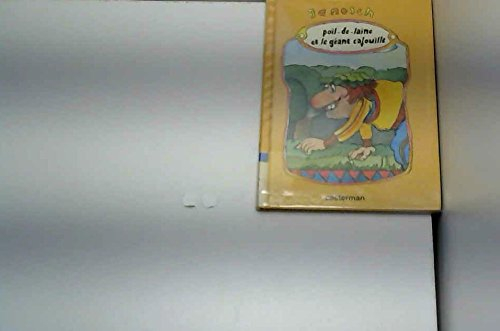 Janosch
poil-de-laine
et le géant cafouille
casterman